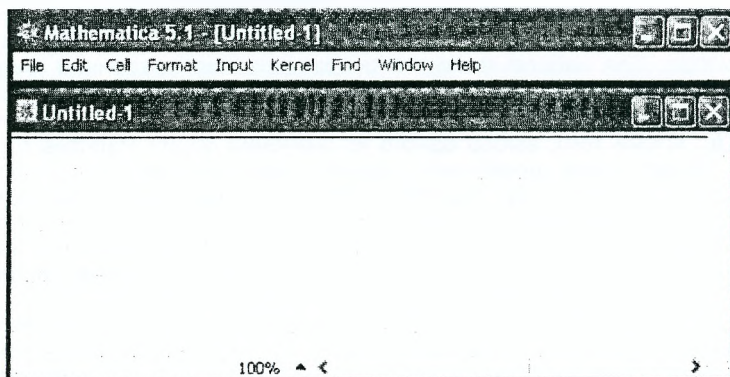 Mathematica 5.1 - [Untitled-1]
File Edit Cell Format Input Kernel Find Window Help
Untitled-1
100%